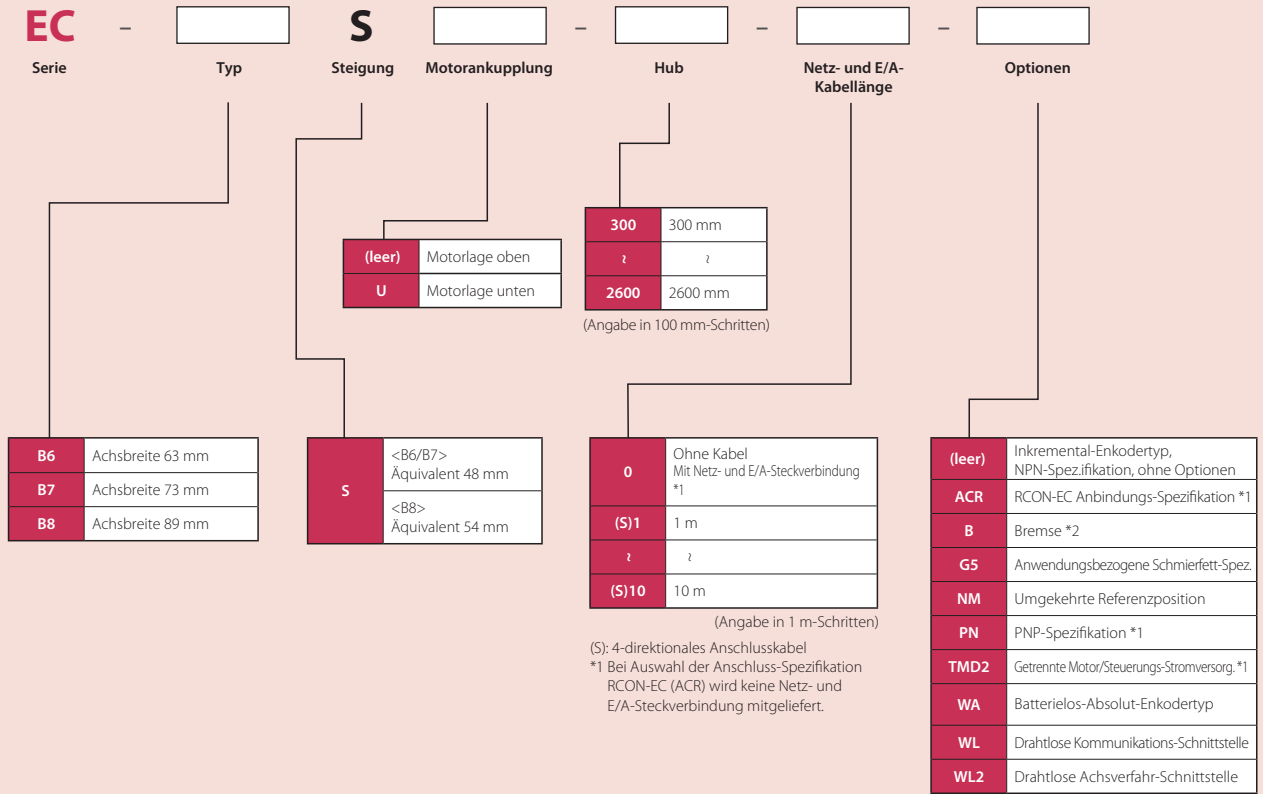 EC – S – – –
Serie Typ Steigung Motorankupplung Hub Netz- und E/A-
Kabellänge Optionen
(leer) Motorlage oben
U Motorlage unten
300 300 mm
≀ ≀
2600 2600 mm
(Angabe in 100 mm-Schritten)
B6 Achsbreite 63 mm
B7 Achsbreite 73 mm
B8 Achsbreite 89 mm
S
<B6/B7>
Äquivalent 48 mm
<B8>
Äquivalent 54 mm
0
Ohne Kabel
Mit Netz- und E/A-Steckverbindung
*1
(S)1 1 m
≀ ≀
(S)10 10 m
(Angabe in 1 m-Schritten)
(S): 4-direktionales Anschlusskabel
*1 Bei Auswahl der Anschluss-Spezifikation
RCON-EC (ACR) wird keine Netz- und
E/A-Steckverbindung mitgeliefert.
(leer)
Inkremental-Enkodertyp,
NPN-Spez.ifikation, ohne Optionen
ACR RCON-EC Anbindungs-Spezifikation *1
B Bremse *2
G5 Anwendungsbezogene Schmierfett-Spez.
NM Umgekehrte Referenzposition
PN PNP-Spezifikation *1
TMD2 Getrennte Motor/Steuerungs-Stromversorg. *1
WA Batterielos-Absolut-Enkodertyp
WL Drahtlose Kommunikations-Schnittstelle
WL2 Drahtlose Achsverfahr-Schnittstelle